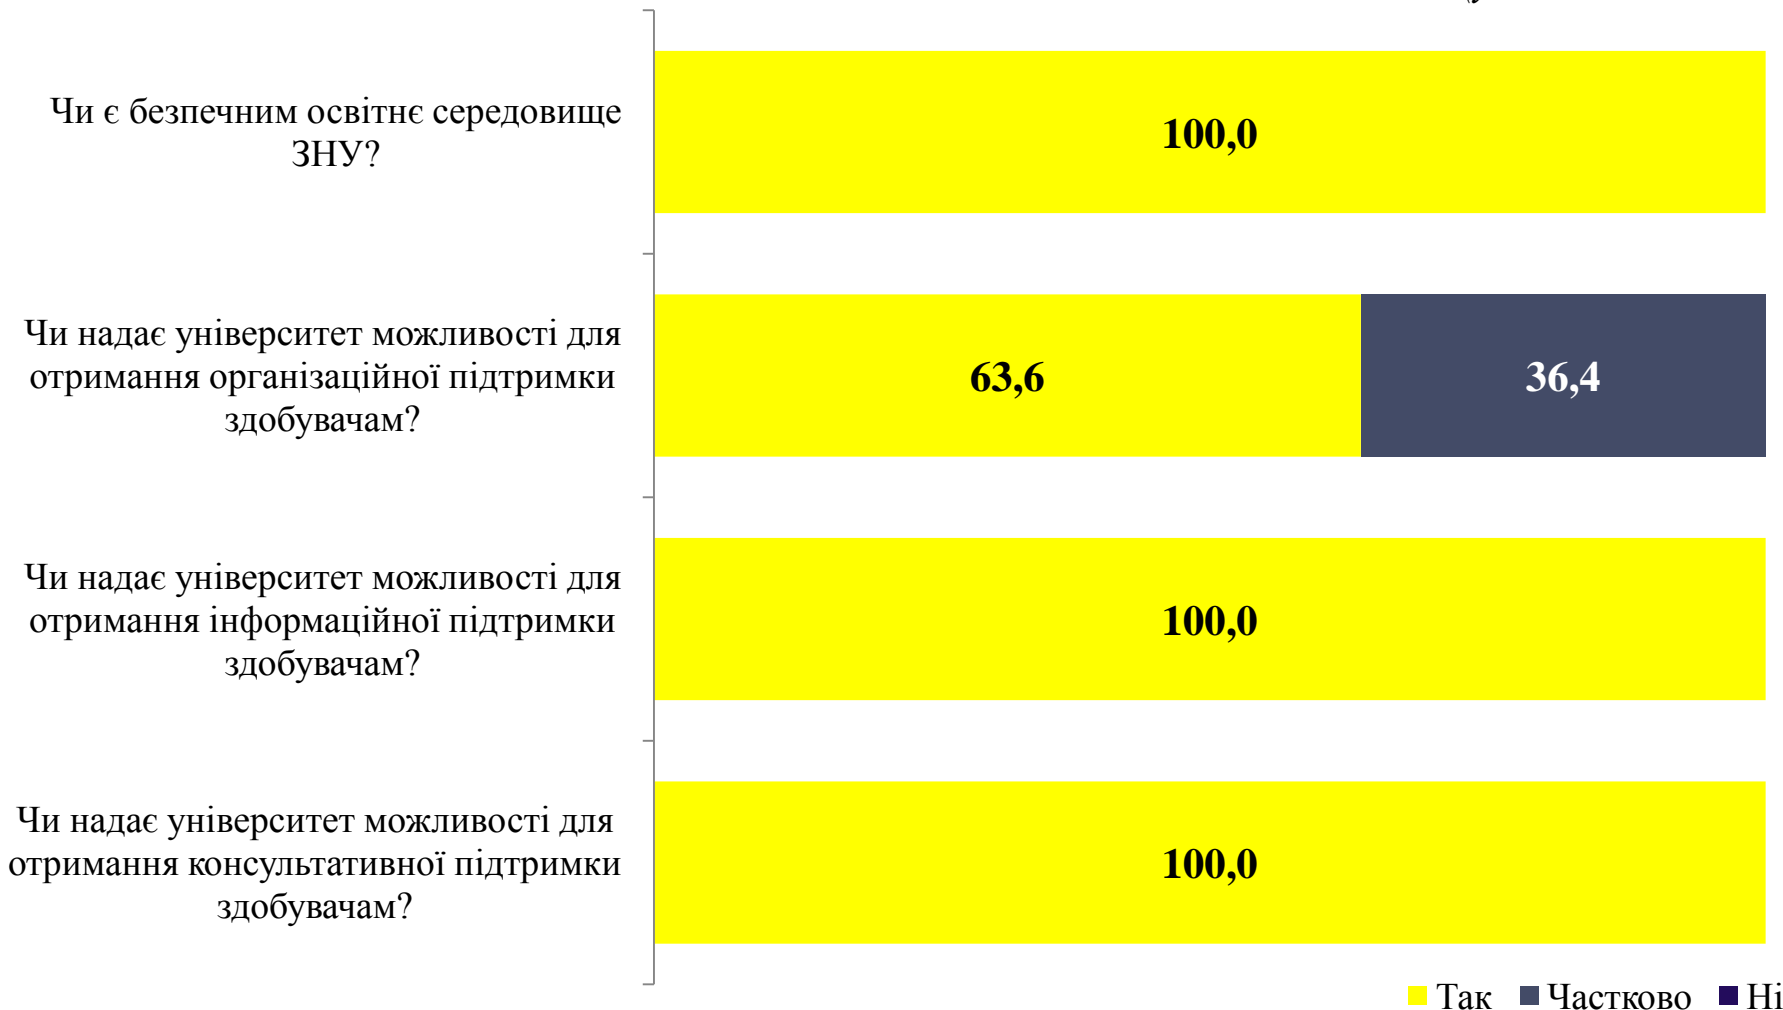 Чи є безпечним освітнє середовище
ЗНУ?
100,0
Чи надає університет можливості для
отримання організаційної підтримки
здобувачам?
63,6
36,4
Чи надає університет можливості для
отримання інформаційної підтримки
здобувачам?
100,0
Чи надає університет можливості для
отримання консультативної підтримки
здобувачам?
100,0
Так
Частково
Ні